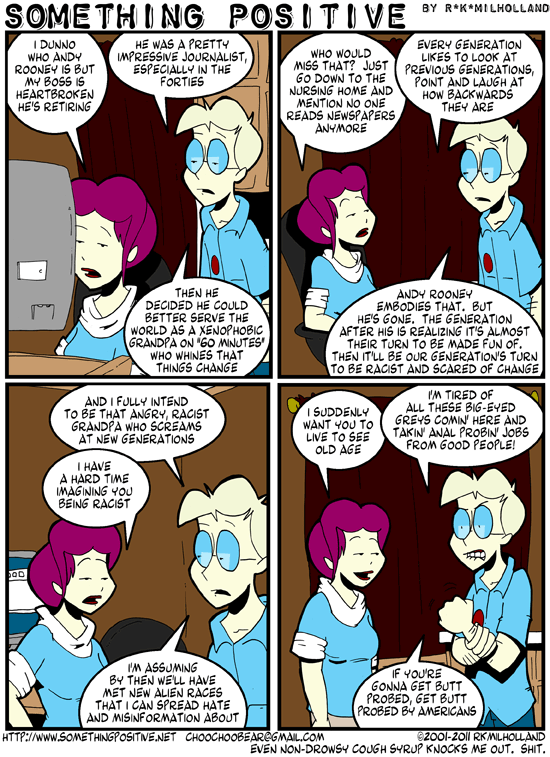 SOMETHING POSITIVE
BY R*K*MILHOLLAND
I DUNNO
WHO ANDY
ROONEY IS BUT
MY BOSS IS
HEARTBROKEN
HE'S RETIRING
HE WAS A PRETTY
IMPRESSIVE JOURNALIST,
ESPECIALLY IN THE
FORTIES
THEN HE
DECIDED HE COULD
BETTER SERVE THE
WORLD AS A XENOPHOBIC
GRANDPA ON "60 MINUTES"
WHO WHINES THAT
THINGS CHANGE
WHO WOULD
MISS THAT? JUST
GO DOWN TO THE
NURSING HOME AND
MENTION NO ONE
READS NEWSPAPERS
ANYMORE
EVERY GENERATION
LIKES TO LOOK AT
PREVIOUS GENERATIONS,
POINT AND LAUGH AT
HOW BACKWARDS
THEY ARE
ANDY ROONEY
EMBODIES THAT. BUT
HE'S GONE. THE GENERATION
AFTER HIS IS REALIZING IT'S ALMOST
THEIR TURN TO BE MADE FUN OF.
THEN IT'LL BE OUR GENERATION'S TURN
TO BE RACIST AND SCARED OF CHANGE
AND I FULLY INTEND
TO BE THAT ANGRY, RACIST
GRANDPA WHO SCREAMS
AT NEW GENERATIONS
I HAVE
A HARD TIME
IMAGINING YOU
BEING RACIST
I'M ASSUMING
BY THEN WE'LL HAVE
MET NEW ALIEN RACES
THAT I CAN SPREAD HATE
AND MISINFORMATION ABOUT
I SUDDENLY
WANT YOU TO
LIVE TO SEE
OLD AGE
I'M TIRED OF
ALL THESE BIG-EYED
GREYS COMIN' HERE AND
TAKIN' ANAL PROBIN' JOBS
FROM GOOD PEOPLE!
IF YOU'RE
GONNA GET BUTT
PROBED, GET BUTT
PROBED BY AMERICANS
HTTP://WWW.SOMETHINGPOSITIVE.NET CHOOCHOOBEAR@GMAIL.COM
©2001-2011 RKMILHOLLAND
EVEN NON-DROWSY COUGH SYRUP KNOCKS ME OUT. SHIT.